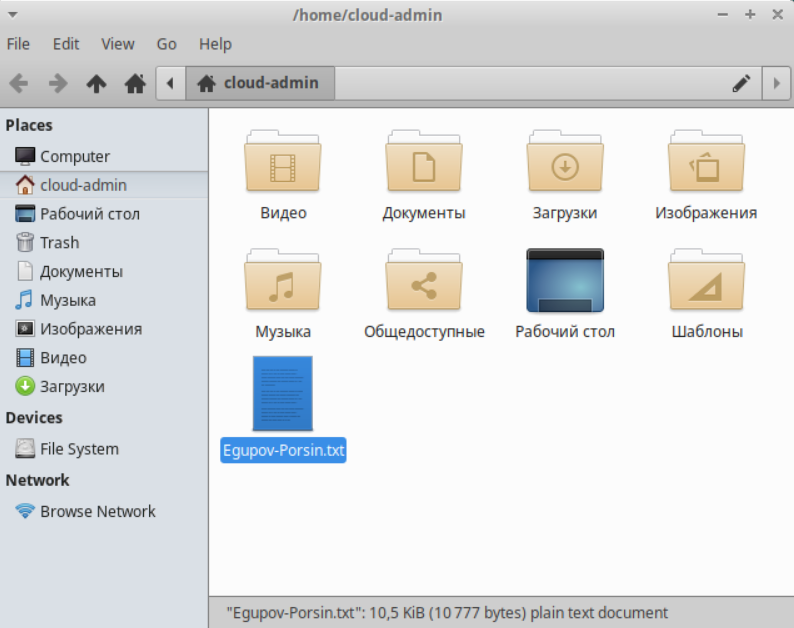 /home/cloud-admin
File Edit View Go Help
cloud-admin
Places
Computer
cloud-admin
Рабочий стол
Trash
Документы
Музыка
Изображения
Видео
Загрузки
Devices
File System
Network
Browse Network
Видео Документы Загрузки Изображения
Музыка Общедоступные Рабочий стол Шаблоны
Egupov-Porsin.txt
"Egupov-Porsin.txt": 10,5 KiB (10 777 bytes) plain text document